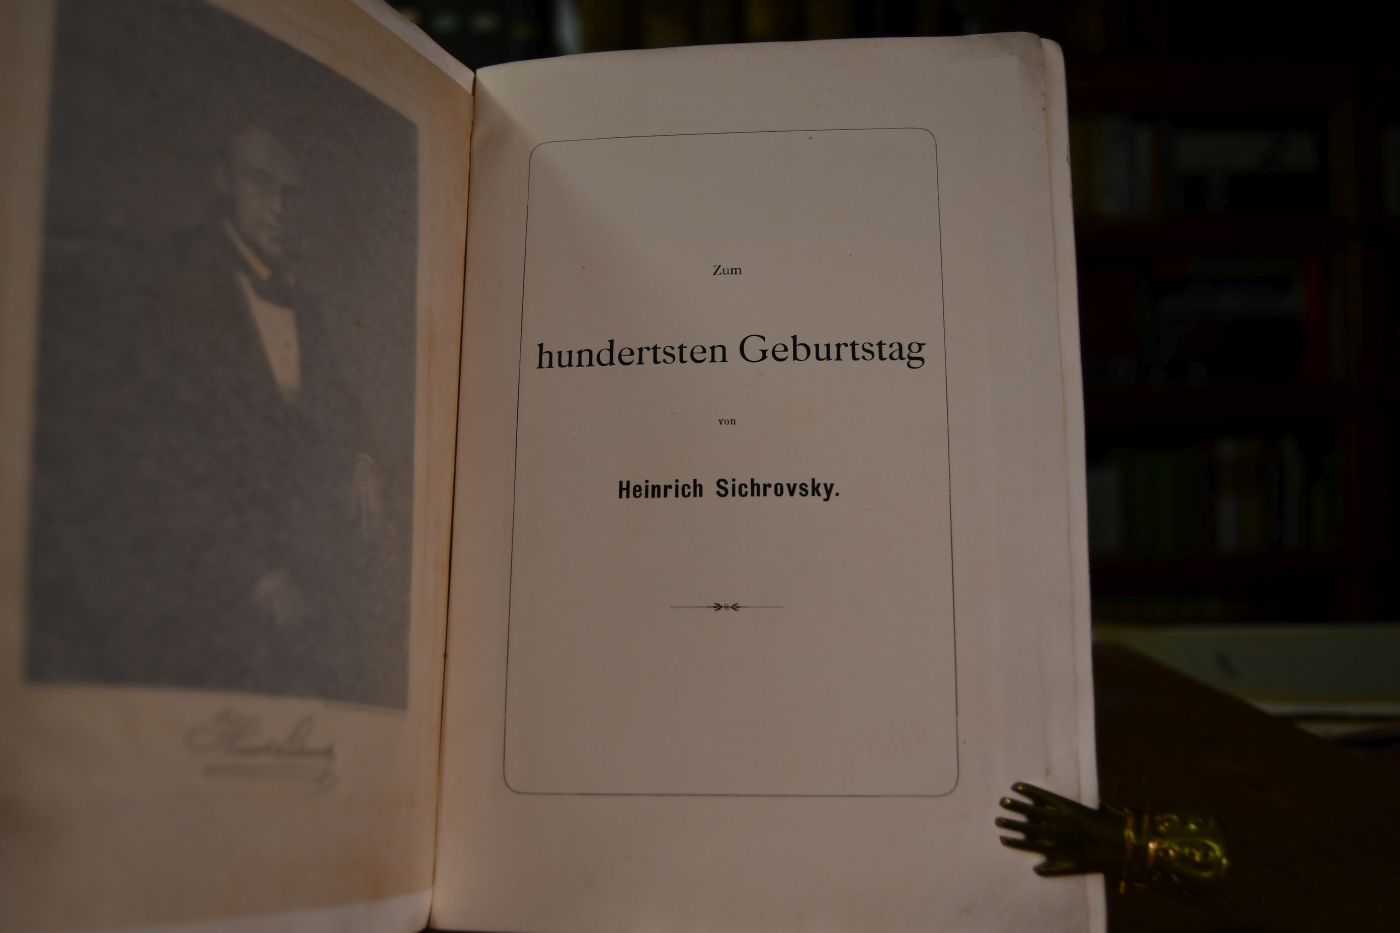 Zum
hundertsten Geburtstag
von
Heinrich Sichrovsky.